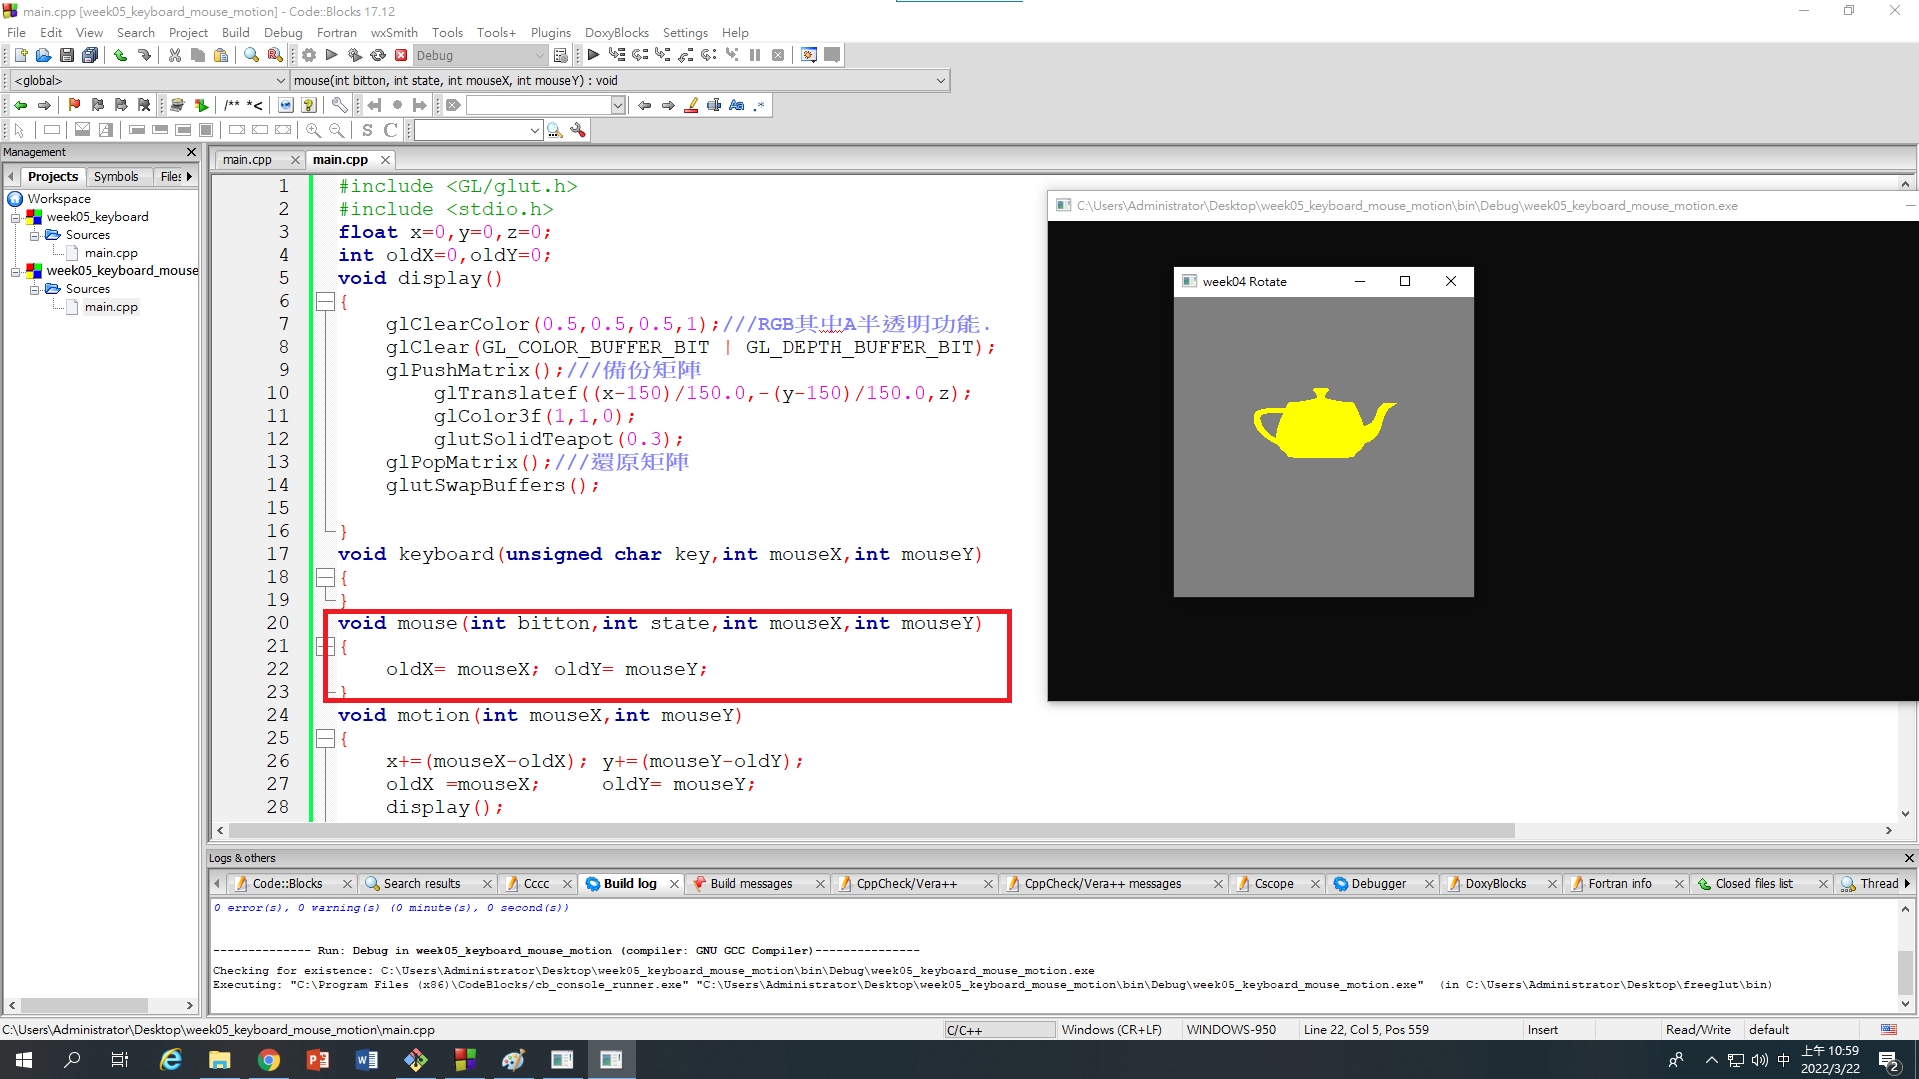 main.cpp [week05_keyboard_mouse_motion] - Code::Blocks 17.12
File Edit View Search Project Build Debug Fortran wxSmith Tools Tools+ Plugins DoxyBlocks Settings Help
Debug
<global>
mouse(int bitton, int state, int mouseX, int mouseY) : void
/** *<
Aa .*
S C
Management
main.cpp
main.cpp
Projects Symbols Files
Workspace
week05_keyboard
Sources
main.cpp
week05_keyboard_mouse
Sources
main.cpp
1 #include <GL/glut.h>
2 #include <stdio.h>
3 float x=0,y=0,z=0;
4 int oldX=0,oldY=0;
5 void display()
6 {
7 glClearColor(0.5,0.5,0.5,1);///RGB其中A半透明功能.
8 glClear(GL_COLOR_BUFFER_BIT | GL_DEPTH_BUFFER_BIT);
9 glPushMatrix();///備份矩陣
10 glTranslatef((x-150)/150.0,-(y-150)/150.0,z);
11 glColor3f(1,1,0);
12 glutSolidTeapot(0.3);
13 glPopMatrix();///還原矩陣
14 glutSwapBuffers();
15
16 }
17 void keyboard(unsigned char key,int mouseX,int mouseY)
18 {
19 }
20 void mouse(int bitton,int state,int mouseX,int mouseY)
21 {
22 oldX= mouseX; oldY= mouseY;
23 }
24 void motion(int mouseX,int mouseY)
25 {
26 x+=(mouseX-oldX); y+=(mouseY-oldY);
27 oldX =mouseX; oldY= mouseY;
28 display();
C:\Users\Administrator\Desktop\week05_keyboard_mouse_motion\bin\Debug\week05_keyboard_mouse_motion.exe
week04 Rotate
Logs & others
Code::Blocks Search results Cccc Build log Build messages CppCheck/Vera++ CppCheck/Vera++ messages Cscope Debugger DoxyBlocks Fortran info Closed files list Thread
0 error(s), 0 warning(s) (0 minute(s), 0 second(s))
-------------- Run: Debug in week05_keyboard_mouse_motion (compiler: GNU GCC Compiler)---------------
Checking for existence: C:\Users\Administrator\Desktop\week05_keyboard_mouse_motion\bin\Debug\week05_keyboard_mouse_motion.exe
Executing: "C:\Program Files (x86)\CodeBlocks/cb_console_runner.exe" "C:\Users\Administrator\Desktop\week05_keyboard_mouse_motion\bin\Debug\week05_keyboard_mouse_motion.exe" (in C:\Users\Administrator\Desktop\freeglut\bin)
C:\Users\Administrator\Desktop\week05_keyboard_mouse_motion\main.cpp
C/C++
Windows (CR+LF)
WINDOWS-950
Line 22, Col 5, Pos 559
Insert
Read/Write
default
中
上午 10:59
2022/3/22
2